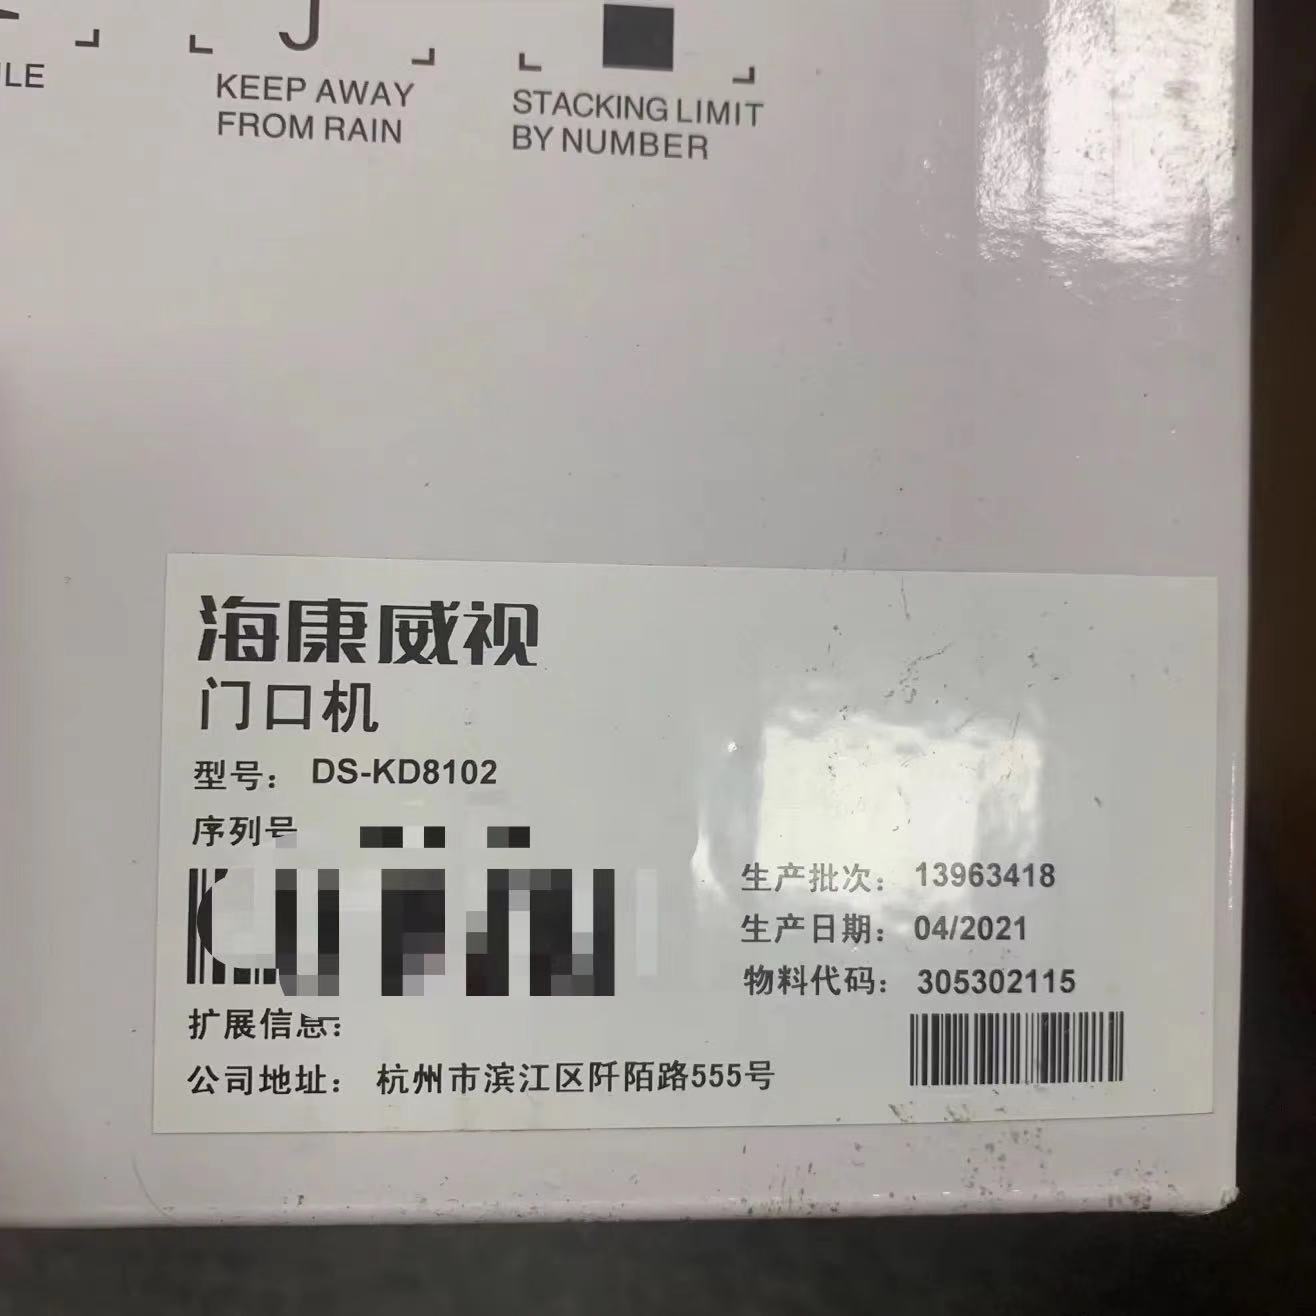 KEEP AWAY
FROM RAIN
STACKING LIMIT
BY NUMBER
海康威视
门口机
型号： DS-KD8102
序列号
生产批次： 13963418
生产日期： 04/2021
物料代码： 305302115
扩展信息：
公司地址： 杭州市滨江区阡陌路555号